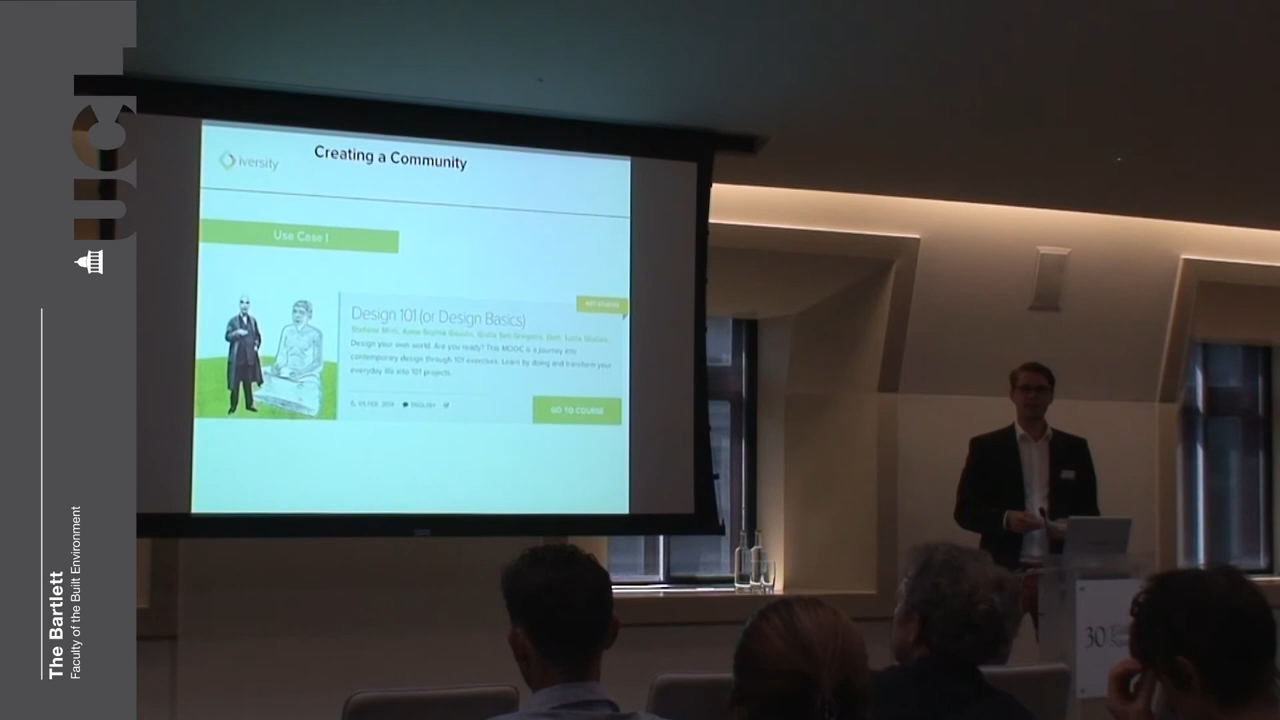 UCL
The Bartlett
Faculty of the Built Environment
iversity
Creating a Community
Use Case I
Design 101 (or Design Basics)
Design your own world. Are you ready? This MOOC is a journey into
contemporary design through 101 exercises. Learn by doing and transform your
everyday life into 101 projects.
ENGLISH
GO TO COURSE
30